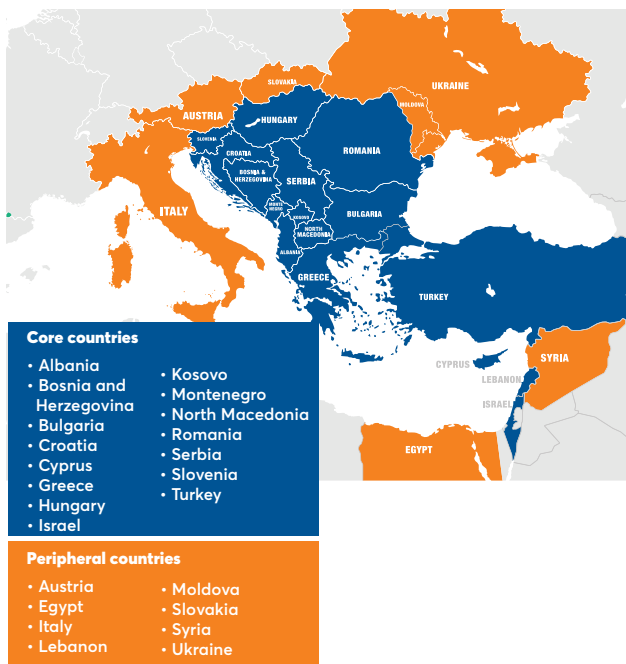 UKRAINE
SLOVAKIA
MOLDOVA
AUSTRIA
HUNGARY
SLOVENIA
ROMANIA
CROATIA
BOSNIA &
HERZEGOVINA
SERBIA
ITALY
MONTE
NEGRO
KOSOVO
BULGARIA
NORTH
MACEDONIA
ALBANIA
GREECE
TURKEY
CYPRUS
SYRIA
LEBANON
ISRAEL
EGYPT
Core countries
• Albania
• Bosnia and
Herzegovina
• Bulgaria
• Croatia
• Cyprus
• Greece
• Hungary
• Israel
• Kosovo
• Montenegro
• North Macedonia
• Romania
• Serbia
• Slovenia
• Turkey
Peripheral countries
• Austria
• Egypt
• Italy
• Lebanon
• Moldova
• Slovakia
• Syria
• Ukraine